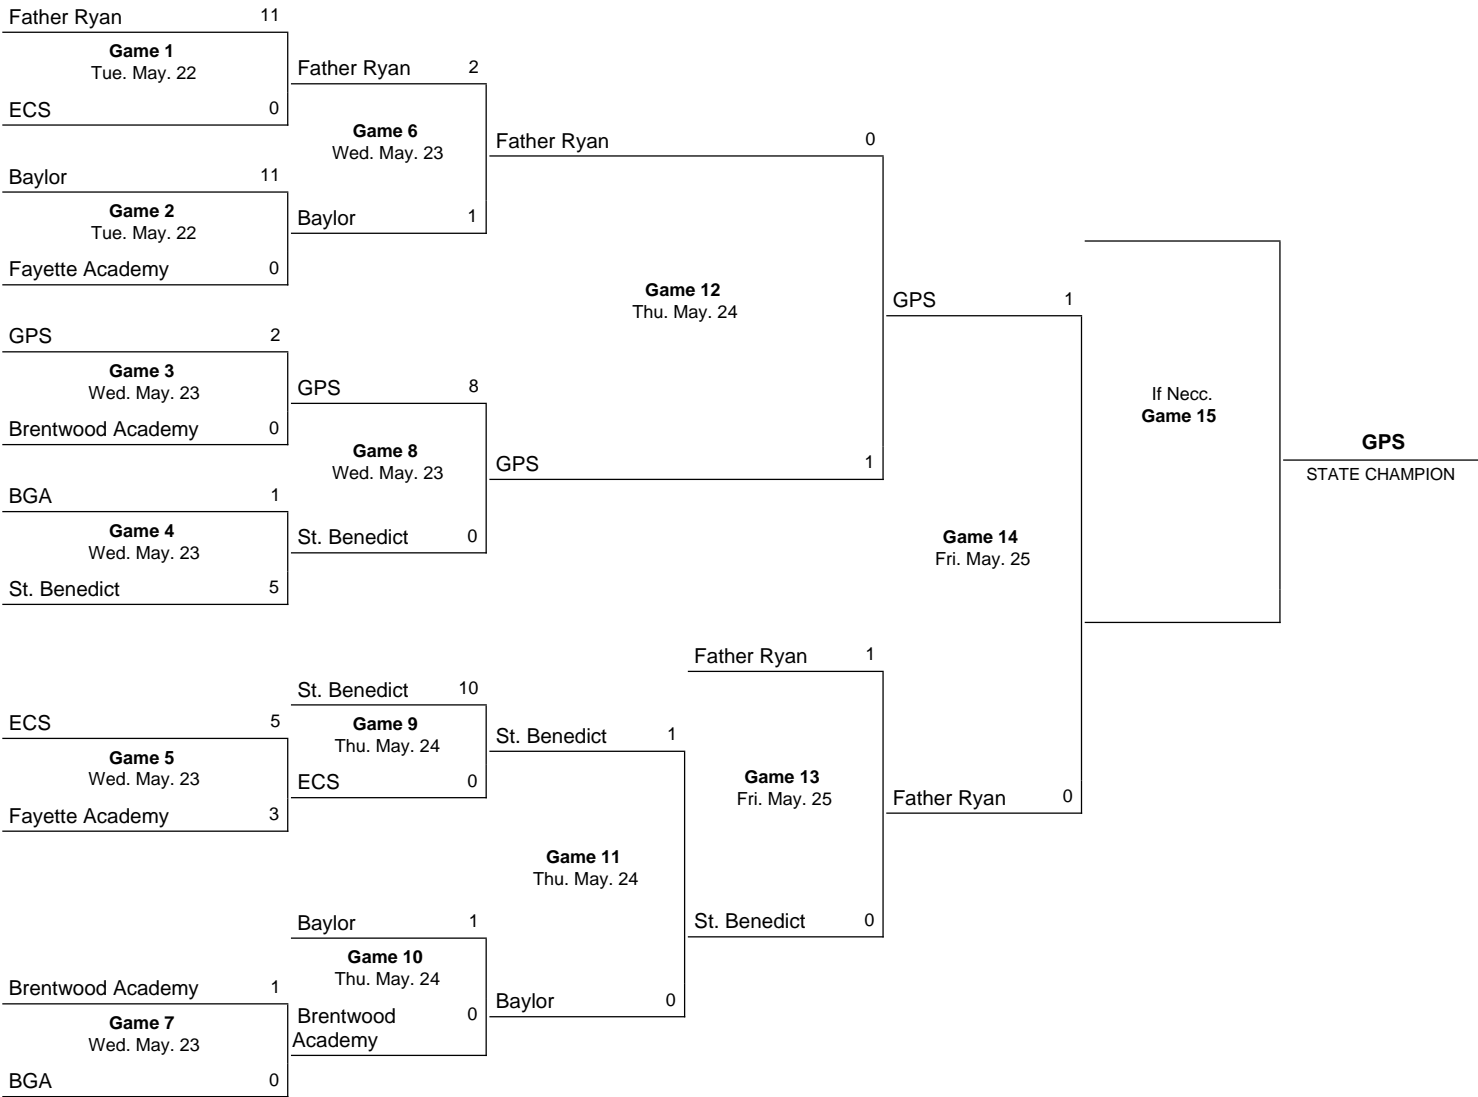 Father Ryan 11
Game 1
Tue. May. 22
ECS 0
Baylor 11
Game 2
Tue. May. 22
Fayette Academy 0
GPS 2
Game 3
Wed. May. 23
Brentwood Academy 0
BGA 1
Game 4
Wed. May. 23
St. Benedict 5
ECS 5
Game 5
Wed. May. 23
Fayette Academy 3
Brentwood Academy 1
Game 7
Wed. May. 23
BGA 0
Father Ryan 2
Game 6
Wed. May. 23
Baylor 1
GPS 8
Game 8
Wed. May. 23
St. Benedict 0
St. Benedict 10
Game 9
Thu. May. 24
ECS 0
Baylor 1
Game 10
Thu. May. 24
Brentwood 0
Academy
Father Ryan 0
Game 12
Thu. May. 24
GPS 1
St. Benedict 1
Game 11
Thu. May. 24
Baylor 0
Father Ryan 1
Game 13
Fri. May. 25
St. Benedict 0
GPS 1
Game 14
Fri. May. 25
Father Ryan 0
If Necc.
Game 15
GPS
STATE CHAMPION